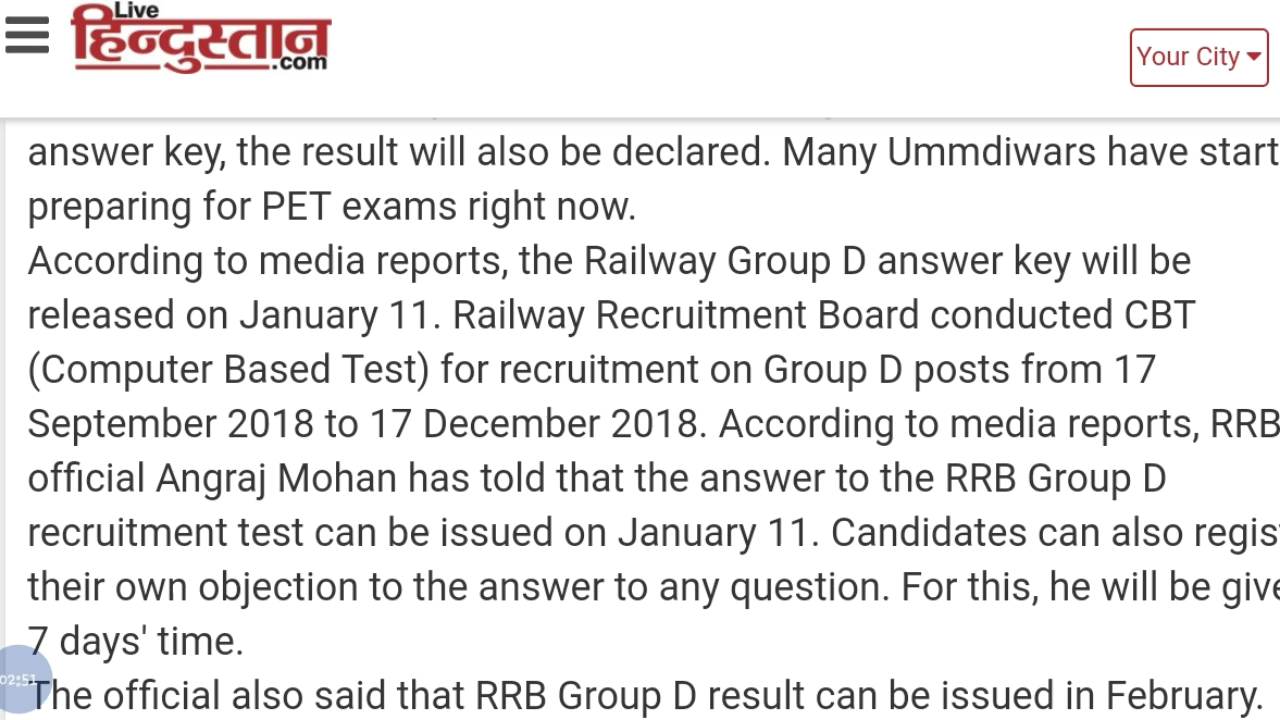 Live
हिन्दुस्तान
.com
Your City
answer key, the result will also be declared. Many Ummdiwars have start
preparing for PET exams right now.
According to media reports, the Railway Group D answer key will be
released on January 11. Railway Recruitment Board conducted CBT
(Computer Based Test) for recruitment on Group D posts from 17
September 2018 to 17 December 2018. According to media reports, RRB
official Angraj Mohan has told that the answer to the RRB Group D
recruitment test can be issued on January 11. Candidates can also regis
their own objection to the answer to any question. For this, he will be give
7 days' time.
02:51
The official also said that RRB Group D result can be issued in February.